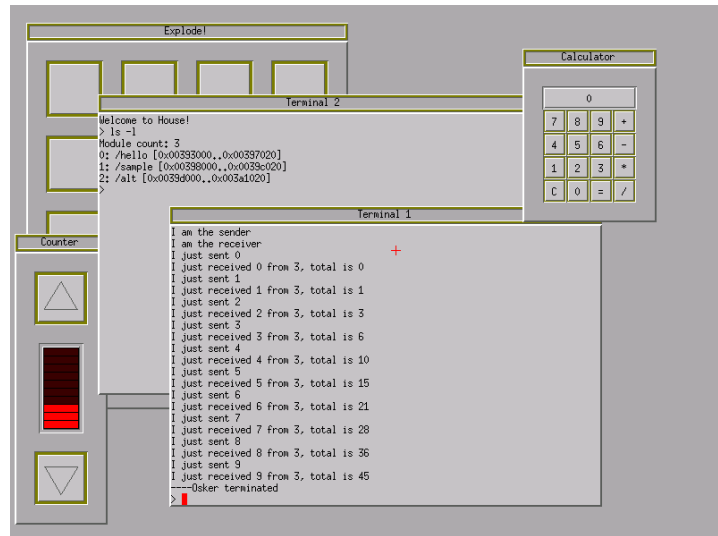 Explode!
Calculator
0
7 8 9 +
4 5 6 -
1 2 3 *
C 0 = /
Terminal 2
Welcome to House!
> ls -l
Module count: 3
0: /hello [0x00393000..0x00397020]
1: /sample [0x00398000..0x0039c020]
2: /alt [0x0039d000..0x003a1020]
>
Counter
Terminal 1
I am the sender
I am the receiver
I just sent 0
I just received 0 from 3, total is 0
I just sent 1
I just received 1 from 3, total is 1
I just sent 2
I just received 2 from 3, total is 3
I just sent 3
I just received 3 from 3, total is 6
I just sent 4
I just received 4 from 3, total is 10
I just sent 5
I just received 5 from 3, total is 15
I just sent 6
I just received 6 from 3, total is 21
I just sent 7
I just received 7 from 3, total is 28
I just sent 8
I just received 8 from 3, total is 36
I just sent 9
I just received 9 from 3, total is 45
----Osker terminated
>